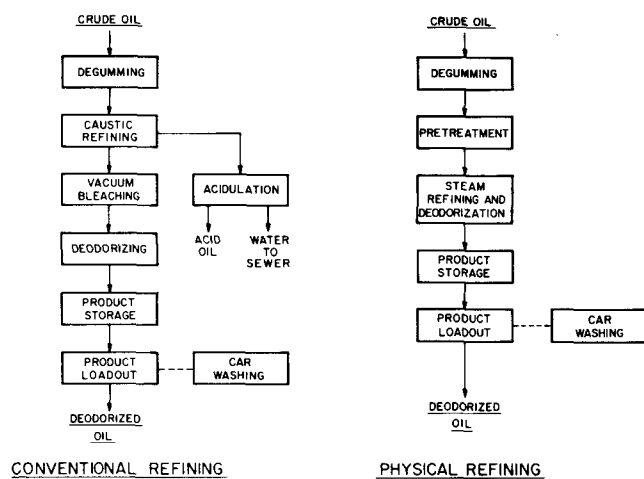 CRUDE OIL
DEGUMMING
CAUSTIC
REFINING
VACUUM
BLEACHING
ACIDULATION
ACID
OIL
WATER
TO
SEWER
DEODORIZING
PRODUCT
STORAGE
PRODUCT
LOADOUT
CAR
WASHING
DEODORIZED
OIL
CONVENTIONAL REFINING
CRUDE OIL
DEGUMMING
PRETREATMENT
STEAM
REFINING AND
DEODORIZATION
PRODUCT
STORAGE
PRODUCT
LOADOUT
CAR
WASHING
DEODORIZED
OIL
PHYSICAL REFINING